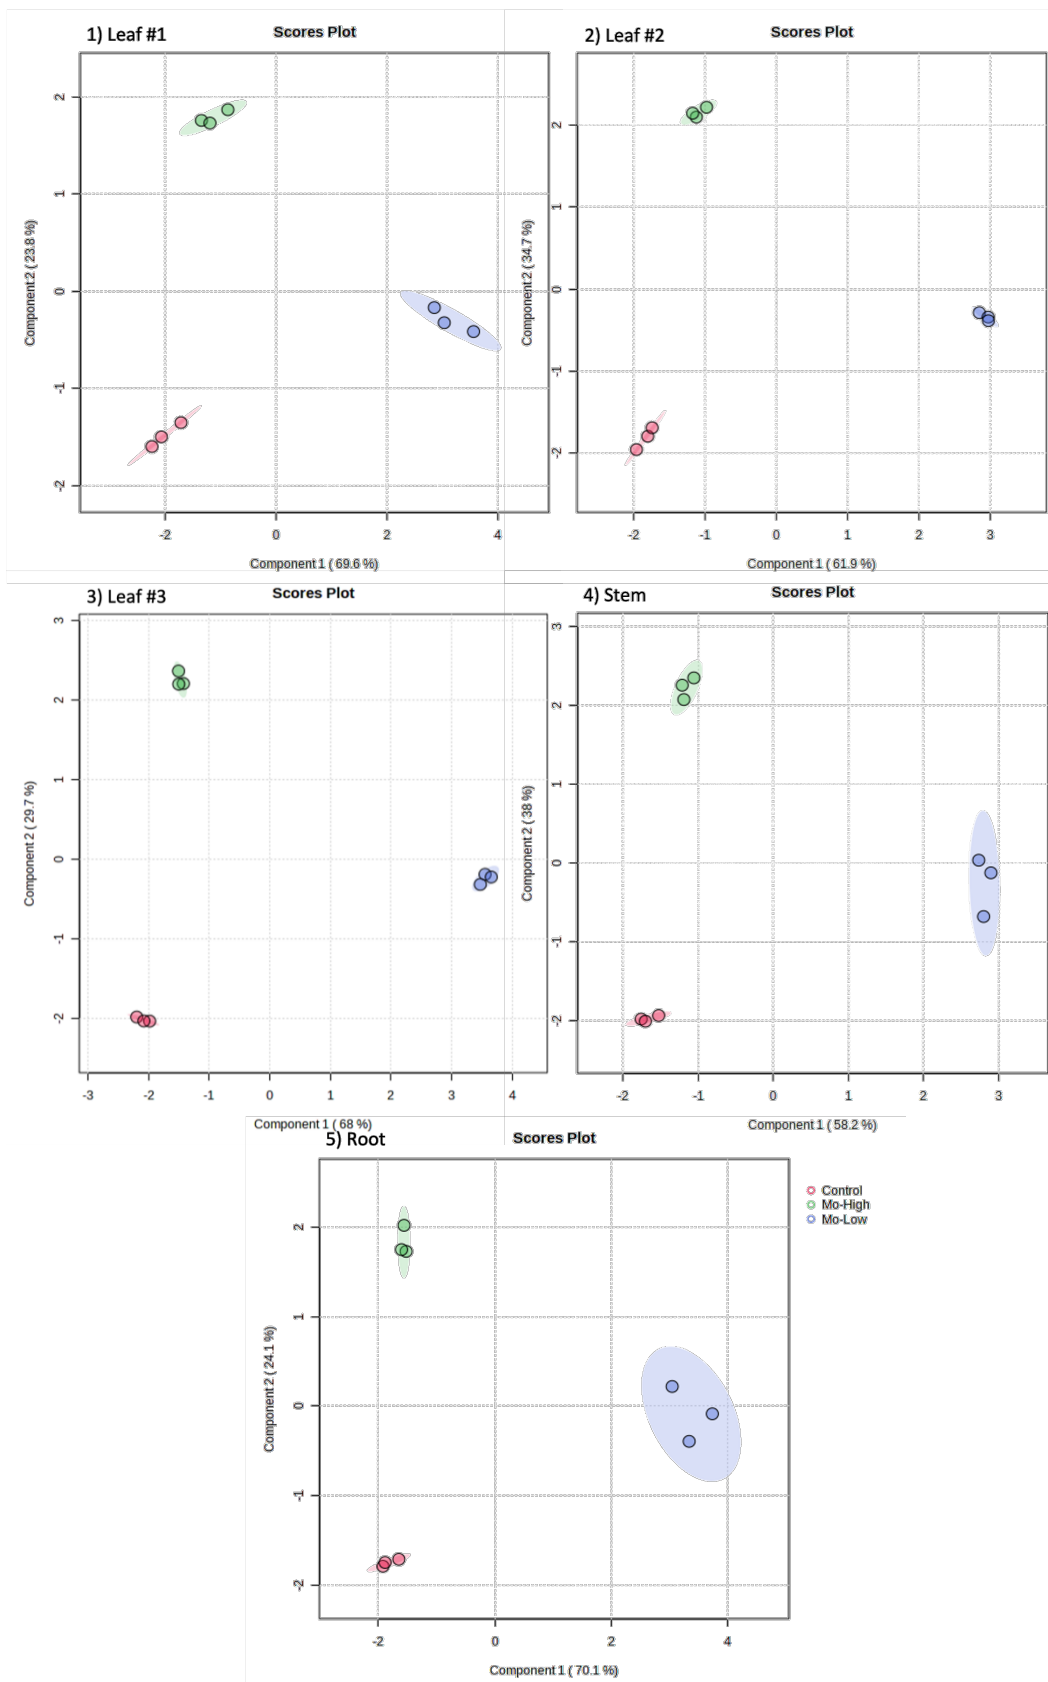 1) Leaf #1
Scores Plot
Component 2 ( 23.8 %)
2
1
0
-1
-2
-2
0
2
4
Component 1 ( 69.6 %)
2) Leaf #2
Scores Plot
Component 2 ( 34.7 %)
2
1
0
-1
-2
-2
-1
0
1
2
3
Component 1 ( 61.9 %)
3) Leaf #3
Scores Plot
Component 2 ( 29.7 %)
3
2
1
0
-1
-2
-3
-2
-1
0
1
2
3
4
Component 1 ( 68 %)
4) Stem
Scores Plot
Component 2 ( 38 %)
3
2
1
0
-1
-2
-2
-1
0
1
2
3
Component 1 ( 58.2 %)
5) Root
Scores Plot
Component 2 ( 24.1 %)
2
1
0
-1
-2
-2
0
2
4
Component 1 ( 70.1 %)
Control
Mo-High
Mo-Low